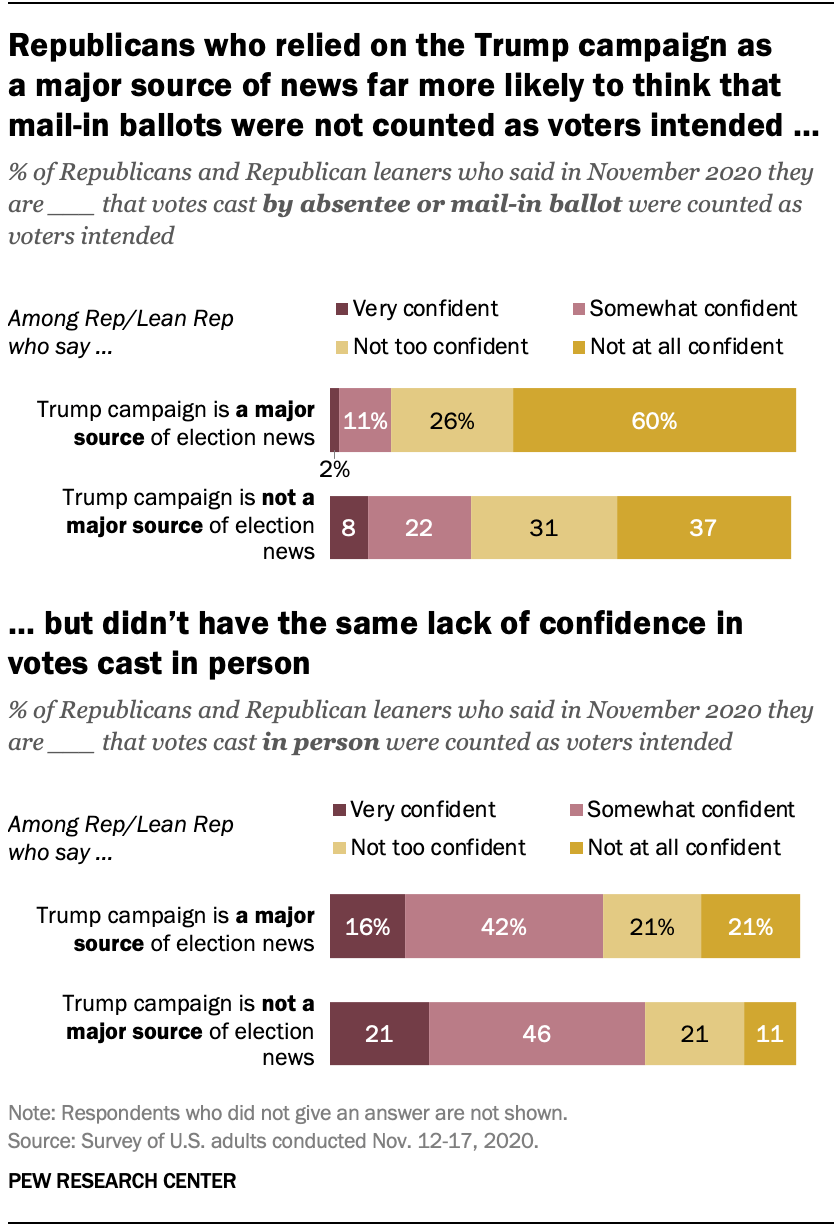 Republicans who relied on the Trump campaign as
a major source of news far more likely to think that
mail-in ballots were not counted as voters intended ...
% of Republicans and Republican leaners who said in November 2020 they
are ___ that votes cast by absentee or mail-in ballot were counted as
voters intended
Among Rep/Lean Rep
who say ...
Very confident
Somewhat confident
Not too confident
Not at all confident
Trump campaign is a major
source of election news
11%
26%
60%
2%
Trump campaign is not a
major source of election
news
8
22
31
37
... but didn’t have the same lack of confidence in
votes cast in person
% of Republicans and Republican leaners who said in November 2020 they
are ___ that votes cast in person were counted as voters intended
Among Rep/Lean Rep
who say ...
Very confident
Somewhat confident
Not too confident
Not at all confident
Trump campaign is a major
source of election news
16%
42%
21%
21%
Trump campaign is not a
major source of election
news
21
46
21
11
Note: Respondents who did not give an answer are not shown.
Source: Survey of U.S. adults conducted Nov. 12-17, 2020.
PEW RESEARCH CENTER